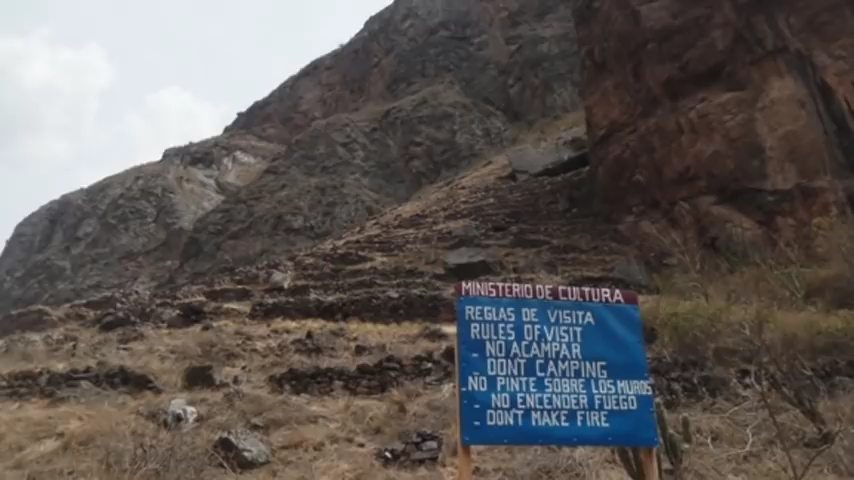 MINISTERIO DE CULTURA
REGLAS DE VISITA
RULES OF.VISIT
- NO ACAMPAR
DONT CAMPING
-.NO PINTE SOBRE LOS MUROS
- NO ENCENDER FUEGO
- DON'T MAKE FIRE